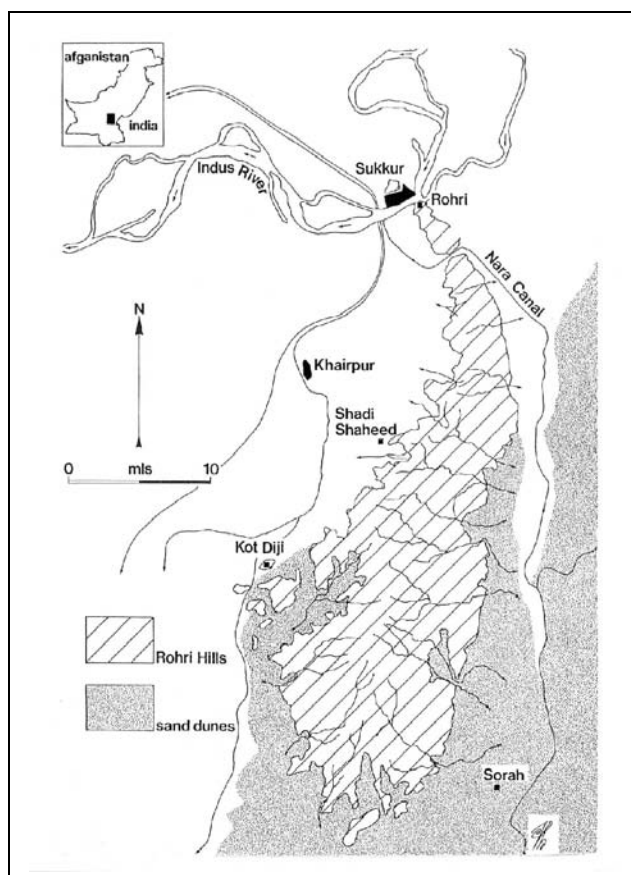 afganistan
india
Indus River
Sukkur
Rohri
Nara Canal
N
Khairpur
Shadi
Shaheed
0 mls 10
Kot Diji
Rohri Hills
sand dunes
Sorah